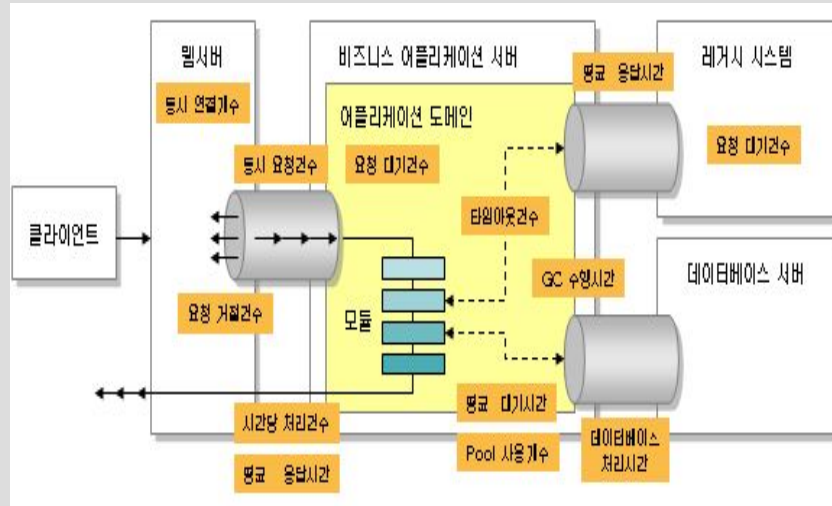 웹서버
비즈니스 어플리케이션 서버
레거시 시스템
동시 연결개수
평균 응답시간
어플리케이션 도메인
동시 요청건수
요청 대기건수
요청 대기건수
클라이언트
타임아웃건수
데이터베이스 서버
GC 수행시간
요청 거절건수
모듈
평균 대기시간
시간당 처리건수
데이터베이스
처리시간
Pool 사용개수
평균 응답시간